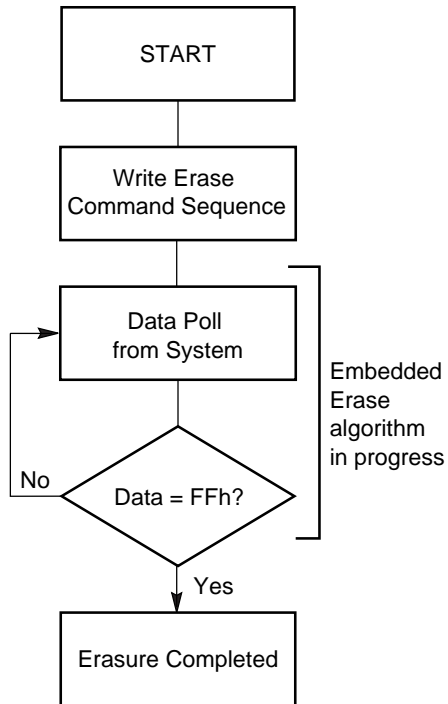 START
Write Erase
Command Sequence
Data Poll
from System
Embedded
Erase
algorithm
in progress
No
Data = FFh?
Yes
Erasure Completed